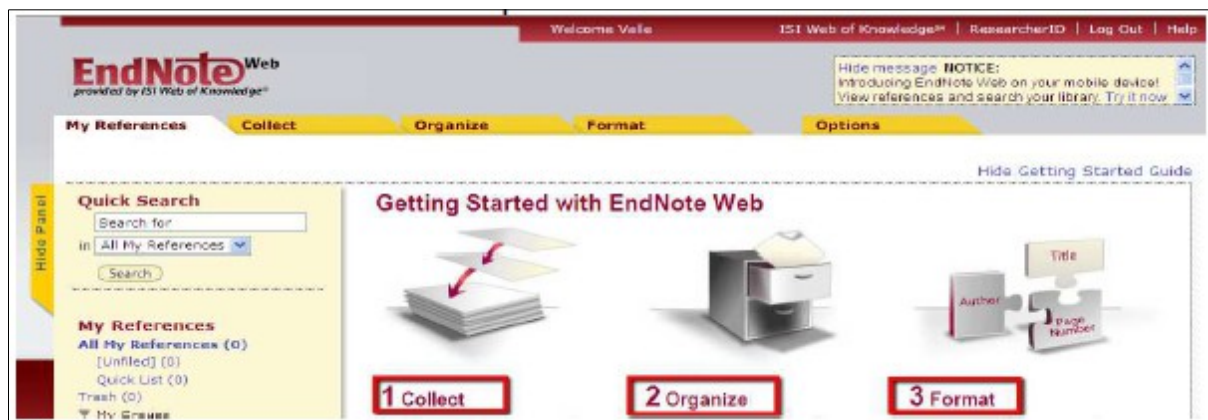 Welcome Valle
ISI Web of Knowledge℠ | ResearcherID | Log Out | Help
EndNote Web
provided by ISI Web of Knowledge℠
Hide message NOTICE:
Introducing EndNote Web on your mobile device!
View references and search your library. Try it now
My References
Collect
Organize
Format
Options
Hide Getting Started Guide
Hide Panel
Quick Search
Search for
in All My References
Search
My References
All My References (0)
[Unfiled] (0)
Quick List (0)
Trash (0)
My Groups
Getting Started with EndNote Web
Title
Author
Page
Number
1 Collect
2 Organize
3 Format